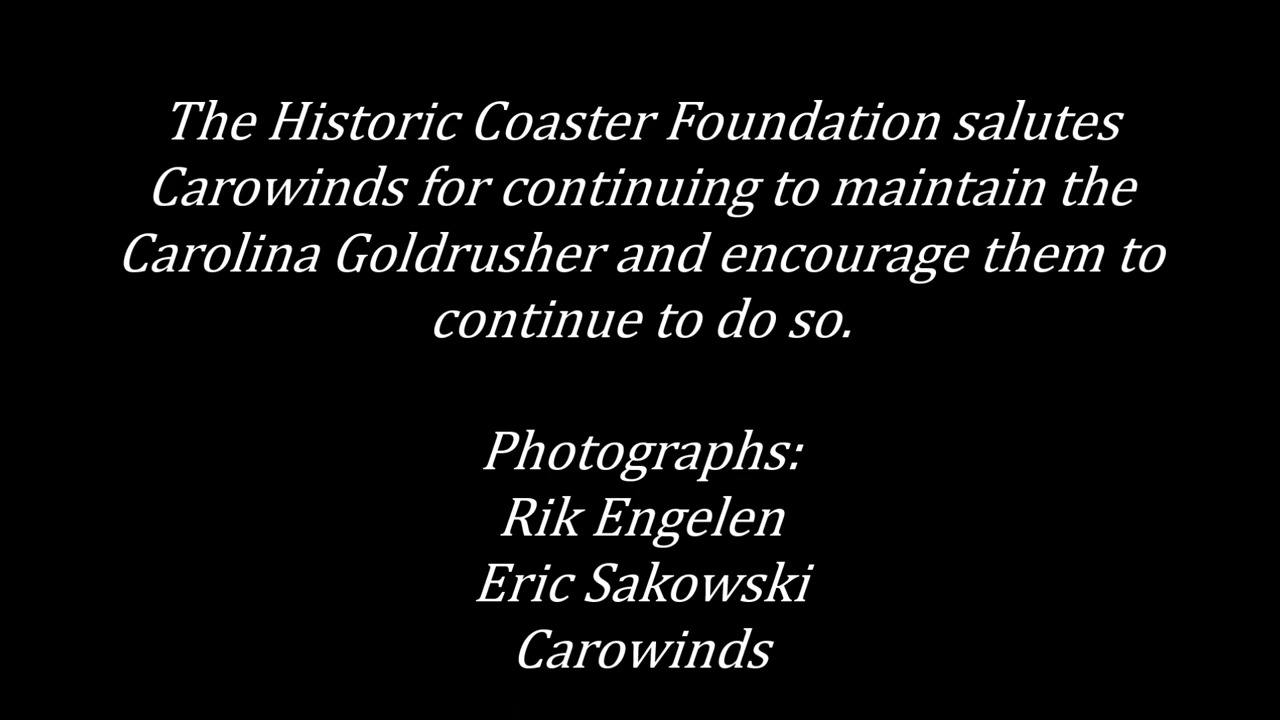 The Historic Coaster Foundation salutes
Carowinds for continuing to maintain the
Carolina Goldrusher and encourage them to
continue to do so.
Photographs:
Rik Engelen
Eric Sakowski
Carowinds